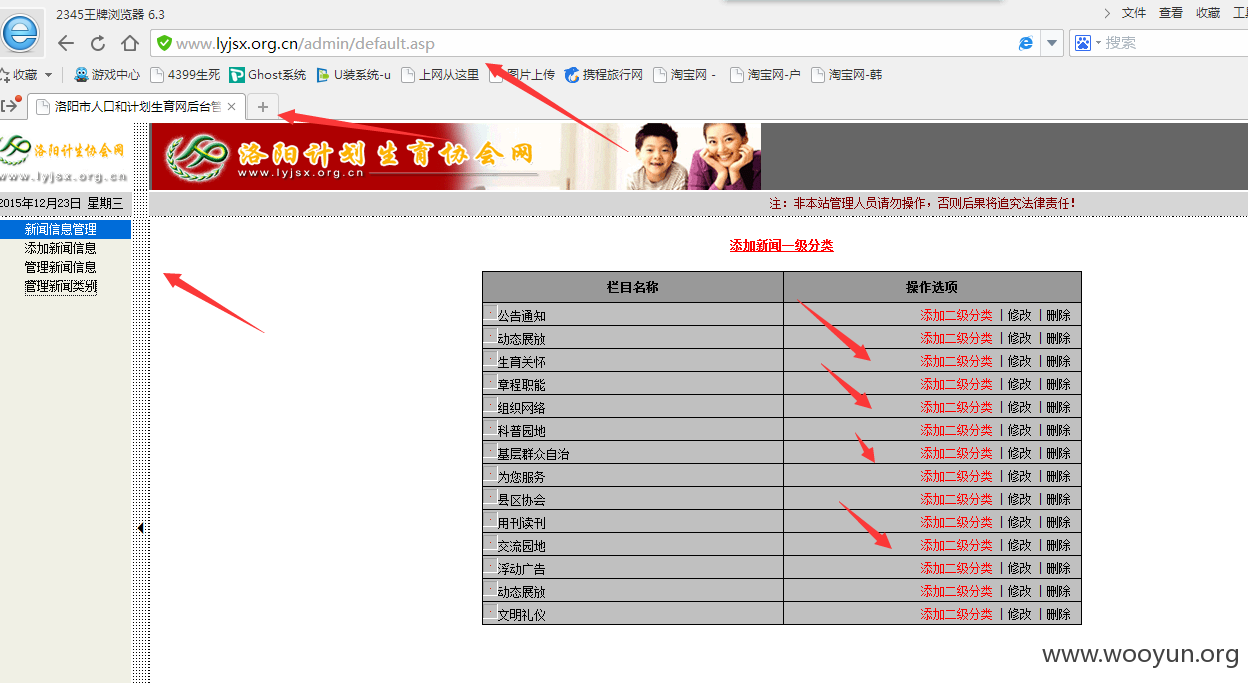 2345王牌浏览器 6.3
文件 查看 收藏
www.lyjsx.org.cn/admin/default.asp
搜索
收藏 游戏中心 4399生死 Ghost系统 U装系统-u 上网从这里 图片上传 携程旅行网 淘宝网 - 淘宝网-户 淘宝网-韩
洛阳市人口和计划生育网后台管 × +
洛阳计生协会网
www.lyjsx.org.cn
洛阳计划生育协会网
www.lyjsx.org.cn
2015年12月23日 星期三
注：非本站管理人员请勿操作，否则后果将追究法律责任！
新闻信息管理
添加新闻信息
管理新闻信息
管理新闻类别
添加新闻一级分类
栏目名称 操作选项
公告通知 添加二级分类 | 修改 | 删除
动态展放 添加二级分类 | 修改 | 删除
生育关怀 添加二级分类 | 修改 | 删除
章程职能 添加二级分类 | 修改 | 删除
组织网络 添加二级分类 | 修改 | 删除
科普园地 添加二级分类 | 修改 | 删除
基层群众自治 添加二级分类 | 修改 | 删除
为您服务 添加二级分类 | 修改 | 删除
县区协会 添加二级分类 | 修改 | 删除
用刊读刊 添加二级分类 | 修改 | 删除
交流园地 添加二级分类 | 修改 | 删除
浮动广告 添加二级分类 | 修改 | 删除
动态展放 添加二级分类 | 修改 | 删除
文明礼仪 添加二级分类 | 修改 | 删除
www.wooyun.org